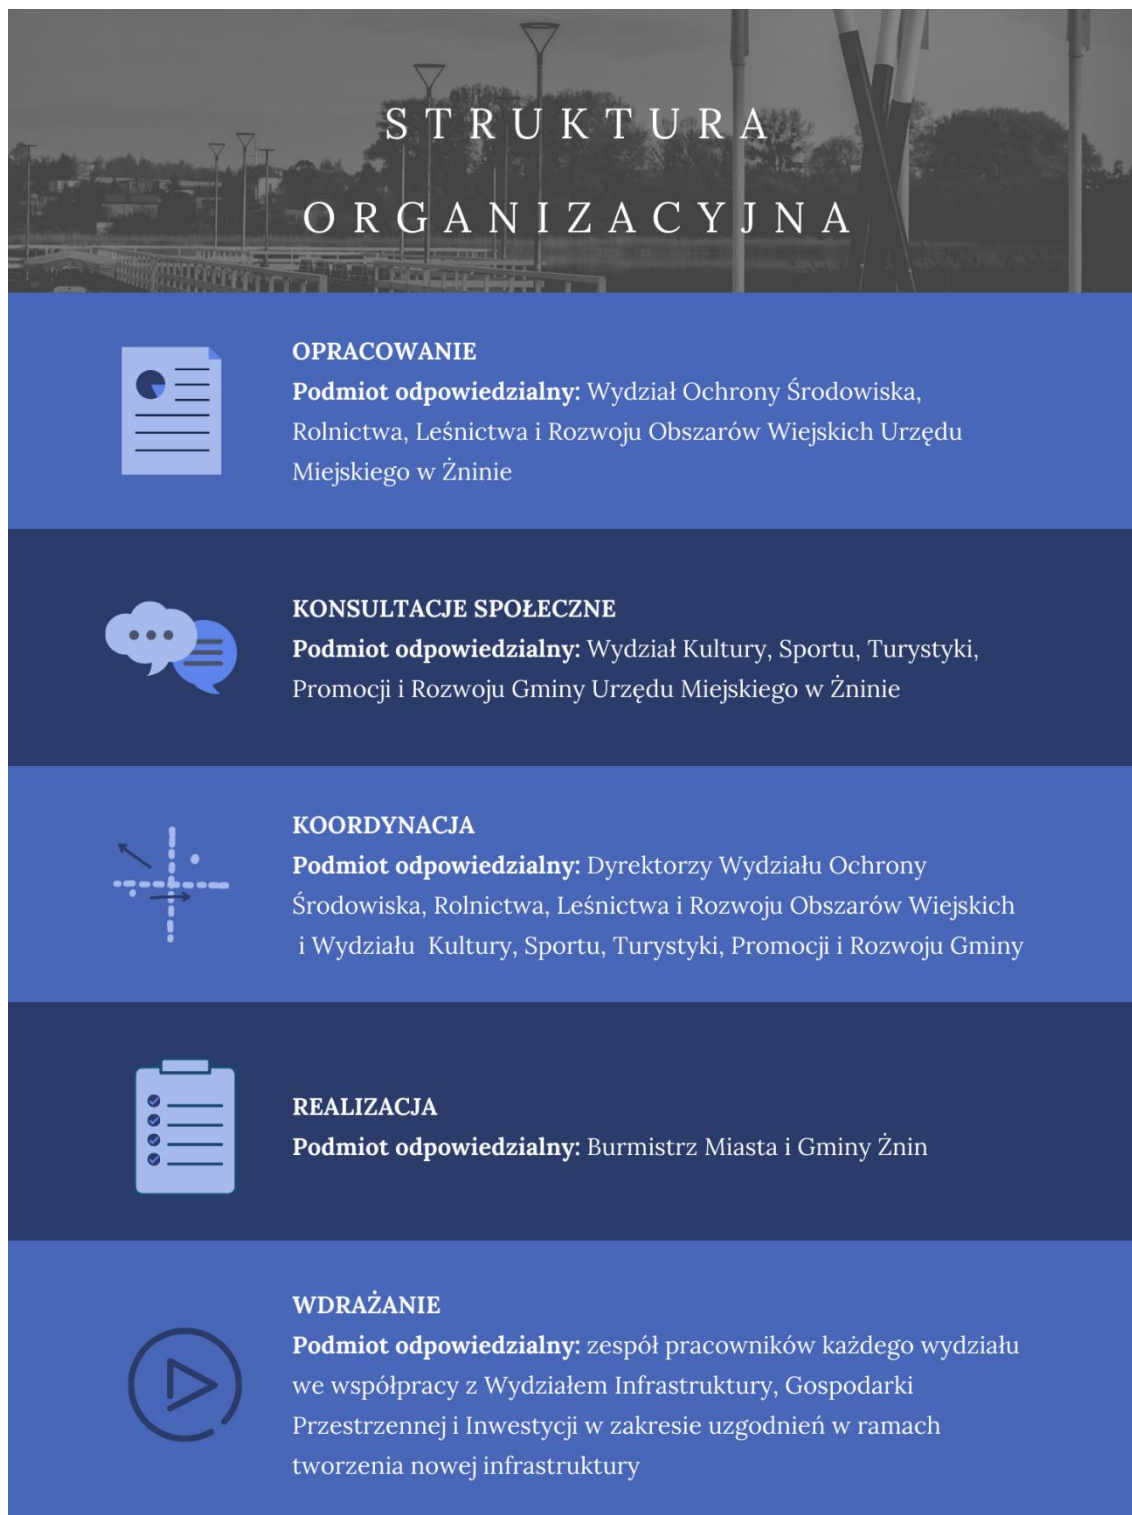 STRUKTURA
ORGANIZACYJNA
OPRACOWANIE
Podmiot odpowiedzialny: Wydział Ochrony Środowiska,
Rolnictwa, Leśnictwa i Rozwoju Obszarów Wiejskich Urzędu
Miejskiego w Żninie
KONSULTACJE SPOŁECZNE
Podmiot odpowiedzialny: Wydział Kultury, Sportu, Turystyki,
Promocji i Rozwoju Gminy Urzędu Miejskiego w Żninie
KOORDYNACJA
Podmiot odpowiedzialny: Dyrektorzy Wydziału Ochrony
Środowiska, Rolnictwa, Leśnictwa i Rozwoju Obszarów Wiejskich
i Wydziału Kultury, Sportu, Turystyki, Promocji i Rozwoju Gminy
REALIZACJA
Podmiot odpowiedzialny: Burmistrz Miasta i Gminy Żnin
WDRAŻANIE
Podmiot odpowiedzialny: zespół pracowników każdego wydziału
we współpracy z Wydziałem Infrastruktury, Gospodarki
Przestrzennej i Inwestycji w zakresie uzgodnień w ramach
tworzenia nowej infrastruktury